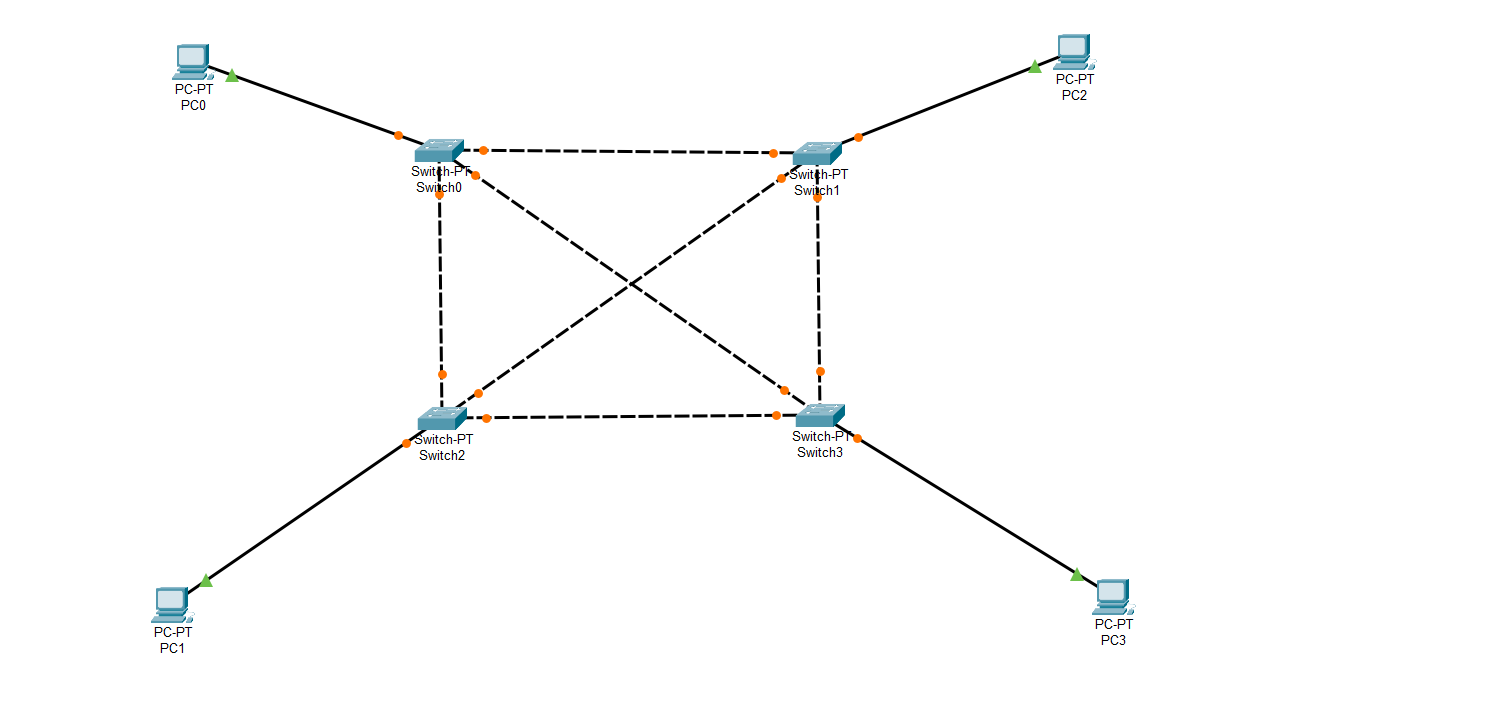 PC-PT
PC0
PC-PT
PC2
Switch-PT
Switch0
Switch-PT
Switch1
Switch-PT
Switch2
Switch-PT
Switch3
PC-PT
PC1
PC-PT
PC3